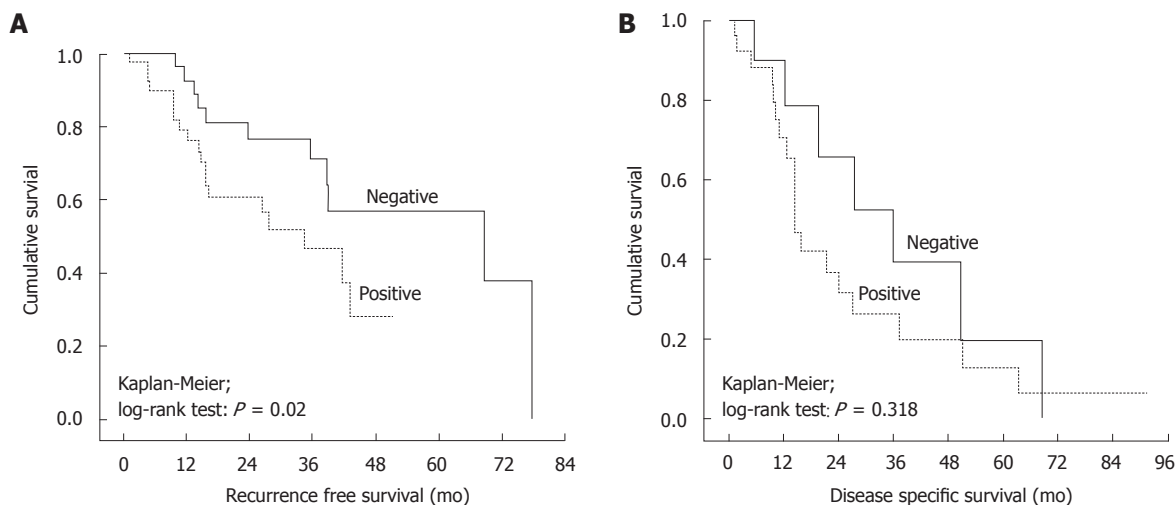 A
1.0
0.8
0.6
0.4
0.2
0.0
Cumulative survial
Negative
Positive
Kaplan-Meier;
log-rank test: P = 0.02
0 12 24 36 48 60 72 84
Recurrence free survival (mo)
B
1.0
0.8
0.6
0.4
0.2
0.0
Cumulative survial
Negative
Positive
Kaplan-Meier;
log-rank test: P = 0.318
0 12 24 36 48 60 72 84 96
Disease specific survival (mo)